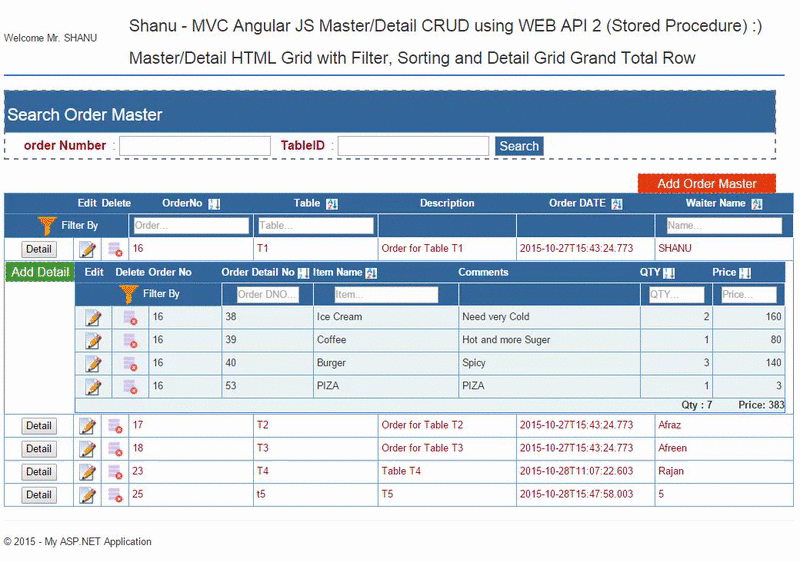 Welcome Mr. SHANU
Shanu - MVC Angular JS Master/Detail CRUD using WEB API 2 (Stored Procedure) :)
Master/Detail HTML Grid with Filter, Sorting and Detail Grid Grand Total Row
Search Order Master
order Number : TableID : Search
Add Order Master
Edit Delete OrderNo Table Description Order DATE Waiter Name
Filter By Order... Table... Name...
Detail 16 T1 Order for Table T1 2015-10-27T15:43:24.773 SHANU
Add Detail Edit Delete Order No Order Detail No Item Name Comments QTY Price
Filter By Order DNO... Item... QTY... Price...
16 38 Ice Cream Need very Cold 2 160
16 39 Coffee Hot and more Suger 1 80
16 40 Burger Spicy 3 140
16 53 PIZA PIZA 1 3
Qty : 7 Price: 383
Detail 17 T2 Order for Table T2 2015-10-27T15:43:24.773 Afraz
Detail 18 T3 Order for Table T3 2015-10-27T15:43:24.773 Afreen
Detail 23 T4 Table T4 2015-10-28T11:07:22.603 Rajan
Detail 25 t5 T5 2015-10-28T15:47:58.003 5
© 2015 - My ASP.NET Application